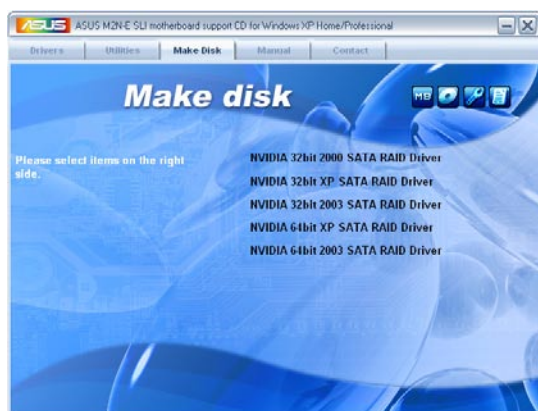 ASUS ASUS M2N-E SLI motherboard support CD for Windows XP Home/Professional
Drivers Utilities Make Disk Manual Contact
Make disk
MB
Please select items on the right
side.
NVIDIA 32bit 2000 SATA RAID Driver
NVIDIA 32bit XP SATA RAID Driver
NVIDIA 32bit 2003 SATA RAID Driver
NVIDIA 64bit XP SATA RAID Driver
NVIDIA 64bit 2003 SATA RAID Driver